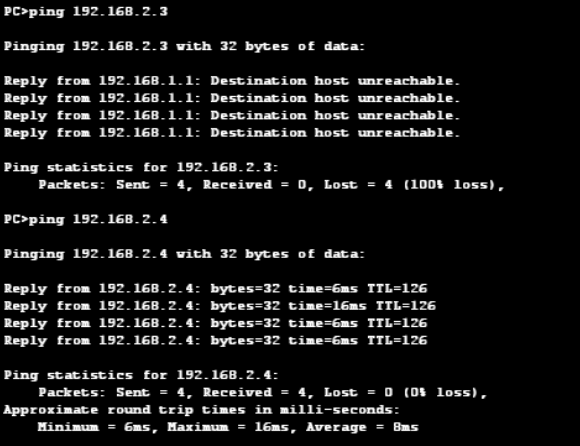 PC>ping 192.168.2.3
Pinging 192.168.2.3 with 32 bytes of data:
Reply from 192.168.1.1: Destination host unreachable.
Reply from 192.168.1.1: Destination host unreachable.
Reply from 192.168.1.1: Destination host unreachable.
Reply from 192.168.1.1: Destination host unreachable.
Ping statistics for 192.168.2.3:
Packets: Sent = 4, Received = 0, Lost = 4 (100% loss),
PC>ping 192.168.2.4
Pinging 192.168.2.4 with 32 bytes of data:
Reply from 192.168.2.4: bytes=32 time=6ms TTL=126
Reply from 192.168.2.4: bytes=32 time=16ms TTL=126
Reply from 192.168.2.4: bytes=32 time=6ms TTL=126
Reply from 192.168.2.4: bytes=32 time=6ms TTL=126
Ping statistics for 192.168.2.4:
Packets: Sent = 4, Received = 4, Lost = 0 (0% loss),
Approximate round trip times in milli-seconds:
Minimum = 6ms, Maximum = 16ms, Average = 8ms